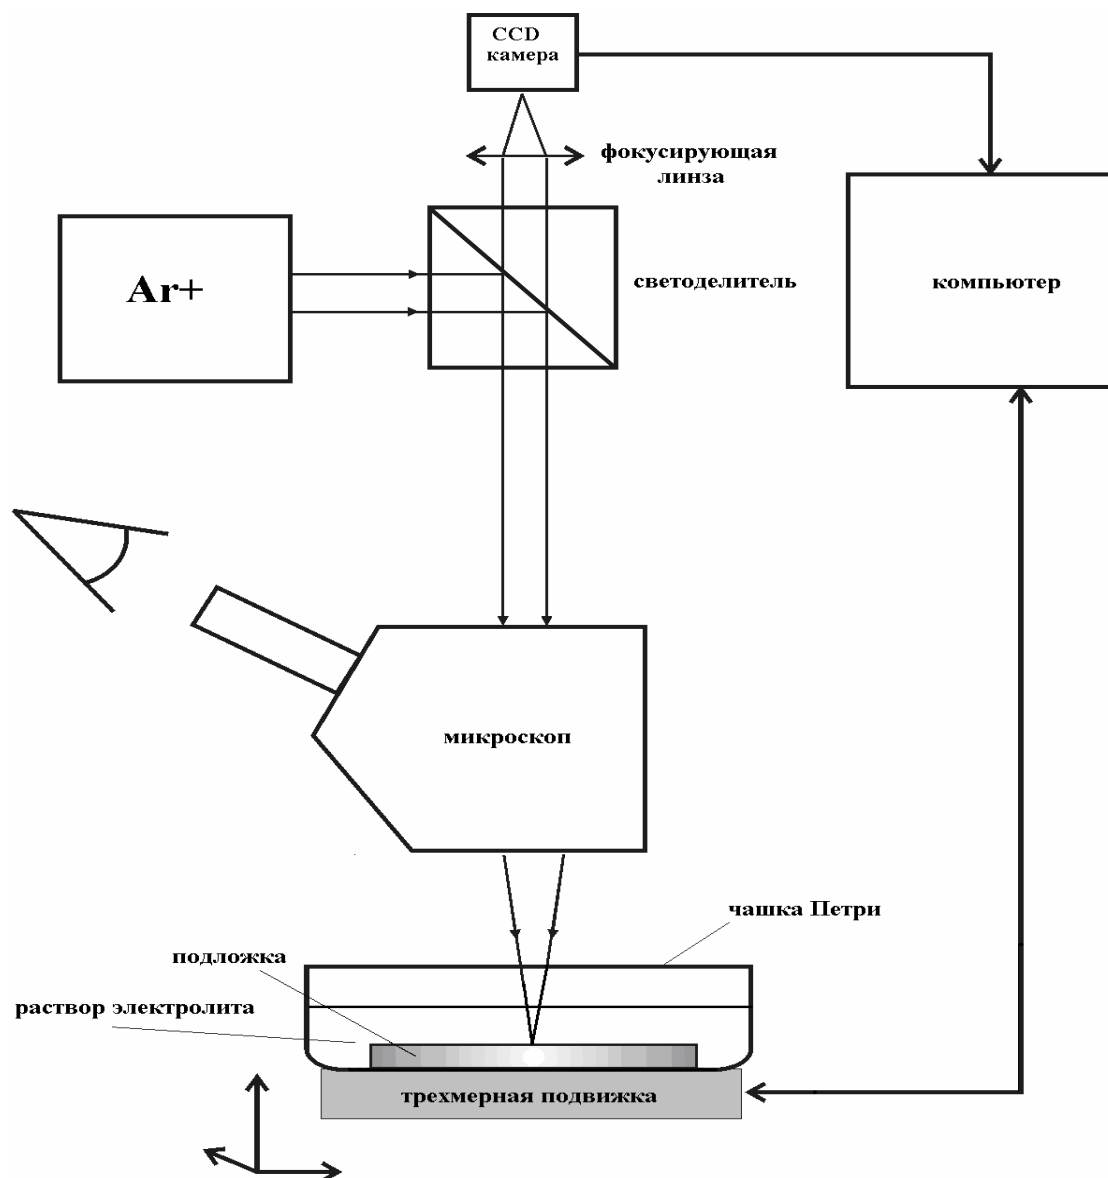 CCD
камера
фокусирующая
линза
Ar+
светоделитель
компьютер
микроскоп
чашка Петри
подложка
раствор электролита
трехмерная подвижка